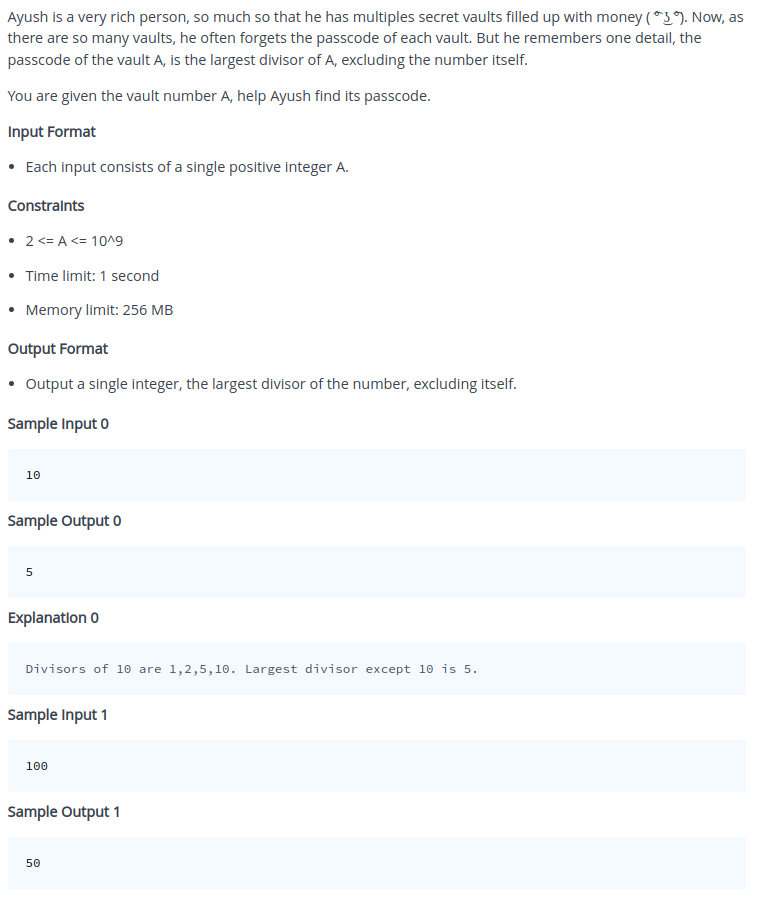 Ayush is a very rich person, so much so that he has multiples secret vaults filled up with money ( ͡° ͜ʖ ͡°). Now, as
there are so many vaults, he often forgets the passcode of each vault. But he remembers one detail, the
passcode of the vault A, is the largest divisor of A, excluding the number itself.
You are given the vault number A, help Ayush find its passcode.
Input Format
• Each input consists of a single positive integer A.
Constraints
• 2 <= A <= 10^9
• Time limit: 1 second
• Memory limit: 256 MB
Output Format
• Output a single integer, the largest divisor of the number, excluding itself.
Sample Input 0
10
Sample Output 0
5
Explanation 0
Divisors of 10 are 1,2,5,10. Largest divisor except 10 is 5.
Sample Input 1
100
Sample Output 1
50